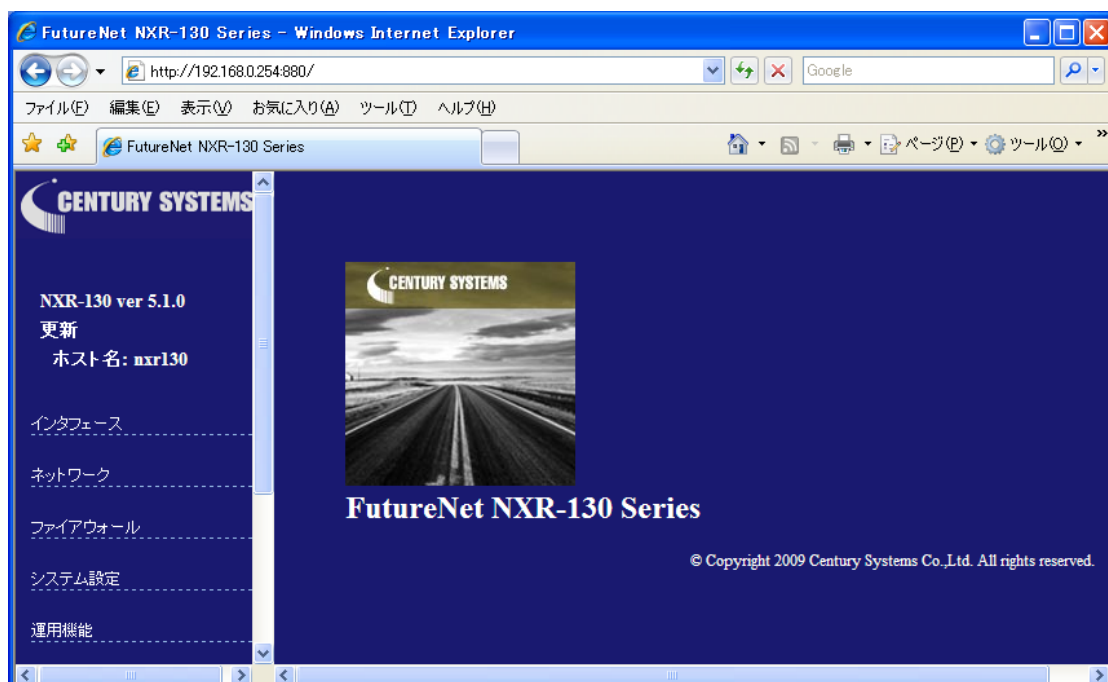 FutureNet NXR-130 Series - Windows Internet Explorer
http://192.168.0.254:880/
Google
ファイル(F) 編集(E) 表示(V) お気に入り(A) ツール(T) ヘルプ(H)
FutureNet NXR-130 Series
ページ(P)
ツール(O)
CENTURY SYSTEMS
NXR-130 ver 5.1.0
更新
ホスト名: nxr130
インタフェース
ネットワーク
ファイアウォール
システム設定
運用機能
CENTURY SYSTEMS
FutureNet NXR-130 Series
© Copyright 2009 Century Systems Co.,Ltd. All rights reserved.